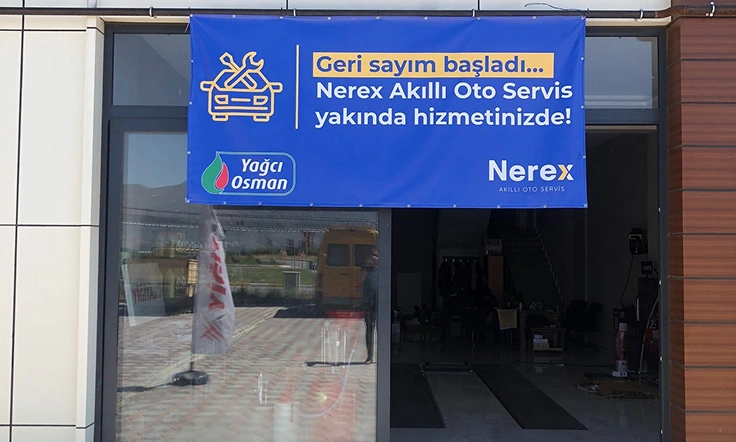 Geri sayım başladı...
Nerex Akıllı Oto Servis
yakında hizmetinizde!
Yağcı
Osman
Nerex
AKILLI OTO SERVİS